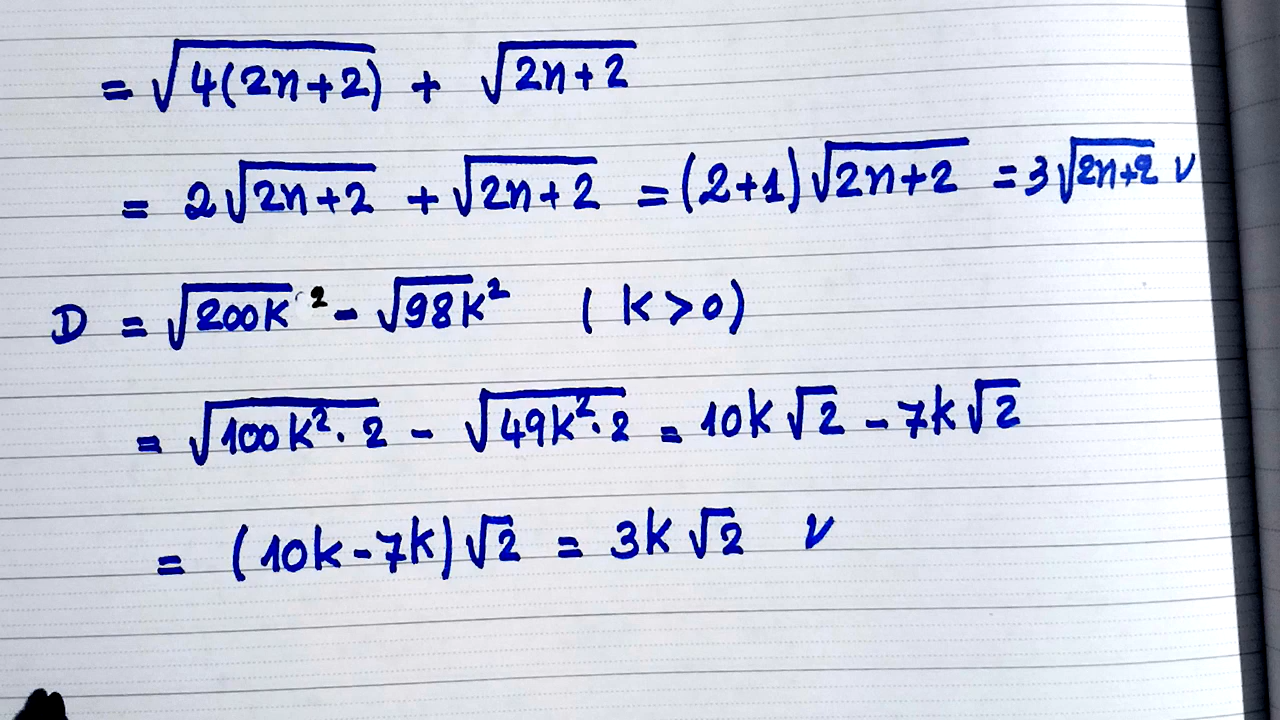 = √4(2n+2) + √2n+2
= 2√2n+2 + √2n+2 = (2+1)√2n+2 = 3√2n+2 v
D = √200k² - √98k² ( k > 0)
= √100k².2 - √49k².2 = 10k√2 - 7k√2
= (10k-7k)√2 = 3k√2 v